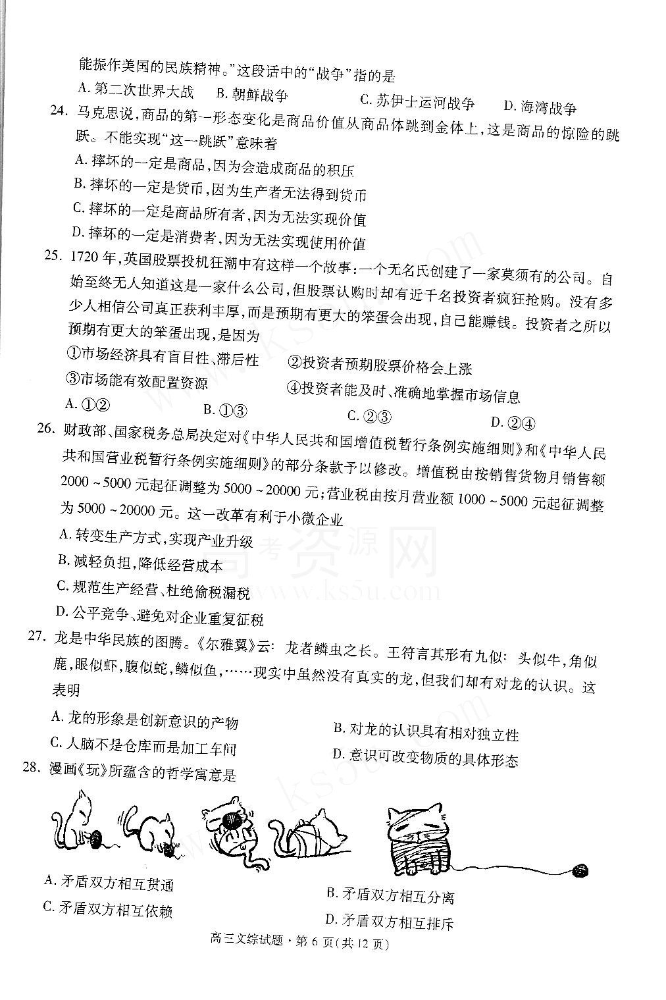 能振作美国的民族精神。”这段话中的“战争”指的是
A. 第二次世界大战 B. 朝鲜战争 C. 苏伊士运河战争 D. 海湾战争
24. 马克思说,商品的第一形态变化是商品价值从商品体跳到金体上,这是商品的惊险的跳
跃。不能实现“这一跳跃”意味着
A. 摔坏的一定是商品,因为会造成商品的积压
B. 摔坏的一定是货币,因为生产者无法得到货币
C. 摔坏的一定是商品所有者,因为无法实现价值
D. 摔坏的一定是消费者,因为无法实现使用价值
25. 1720 年,英国股票投机狂潮中有这样一个故事:一个无名氏创建了一家莫须有的公司。自
始至终无人知道这是一家什么公司,但股票认购时却有近千名投资者疯狂抢购。没有多
少人相信公司真正获利丰厚,而是预期有更大的笨蛋会出现,自己能赚钱。投资者之所以
预期有更大的笨蛋出现,是因为
①市场经济具有盲目性、滞后性 ②投资者预期股票价格会上涨
③市场能有效配置资源 ④投资者能及时、准确地掌握市场信息
A. ①② B. ①③ C. ②③ D. ②④
26. 财政部、国家税务总局决定对《中华人民共和国增值税暂行条例实施细则》和《中华人民
共和国营业税暂行条例实施细则》的部分条款予以修改。增值税由按销售货物月销售额
2000～5000 元起征调整为 5000～20000 元;营业税由按月营业额 1000～5000 元起征调整
为 5000～20000 元。这一改革有利于小微企业
A. 转变生产方式,实现产业升级
B. 减轻负担,降低经营成本
C. 规范生产经营、杜绝偷税漏税
D. 公平竞争、避免对企业重复征税
27. 龙是中华民族的图腾。《尔雅翼》云: 龙者鳞虫之长。王符言其形有九似: 头似牛,角似
鹿,眼似虾,腹似蛇,鳞似鱼,……现实中虽然没有真实的龙,但我们却有对龙的认识。这
表明
A. 龙的形象是创新意识的产物 B. 对龙的认识具有相对独立性
C. 人脑不是仓库而是加工车间 D. 意识可改变物质的具体形态
28. 漫画《玩》所蕴含的哲学寓意是
A. 矛盾双方相互贯通 B. 矛盾双方相互分离
C. 矛盾双方相互依赖 D. 矛盾双方相互排斥
高三文综试题·第 6 页(共 12 页)
高考资源网
www.ks5u.com
www.ks5u.com
www.ks5u.com